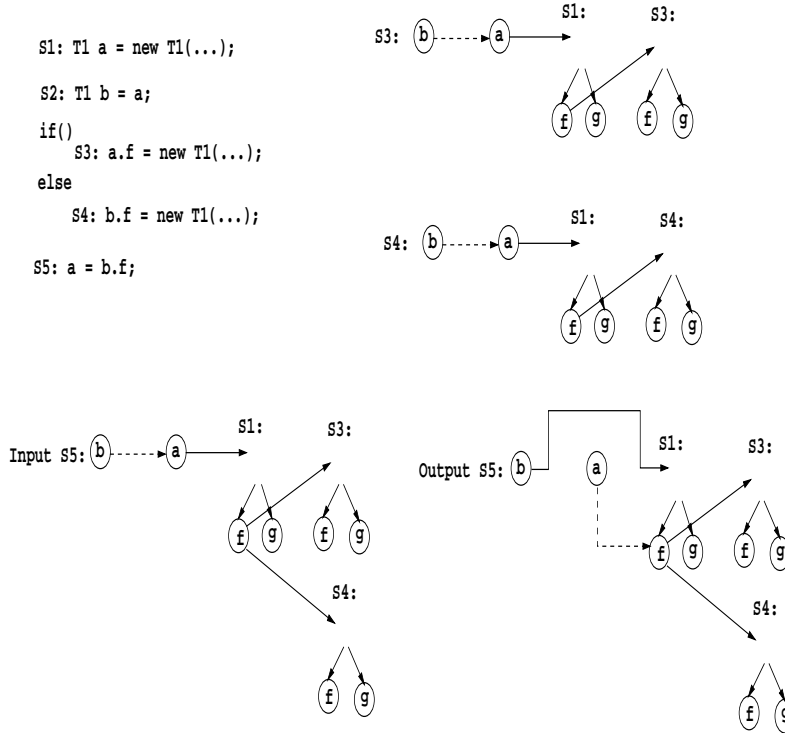 S1: T1 a = new T1(...);
S2: T1 b = a;
if()
S3: a.f = new T1(...);
else
S4: b.f = new T1(...);
S5: a = b.f;
S3: b a S1: S3:
f g f g
S4: b a S1: S4:
f g f g
Input S5: b a S1: S3:
f g f g
S4:
f g
Output S5: b a S1: S3:
f g f g
S4:
f g